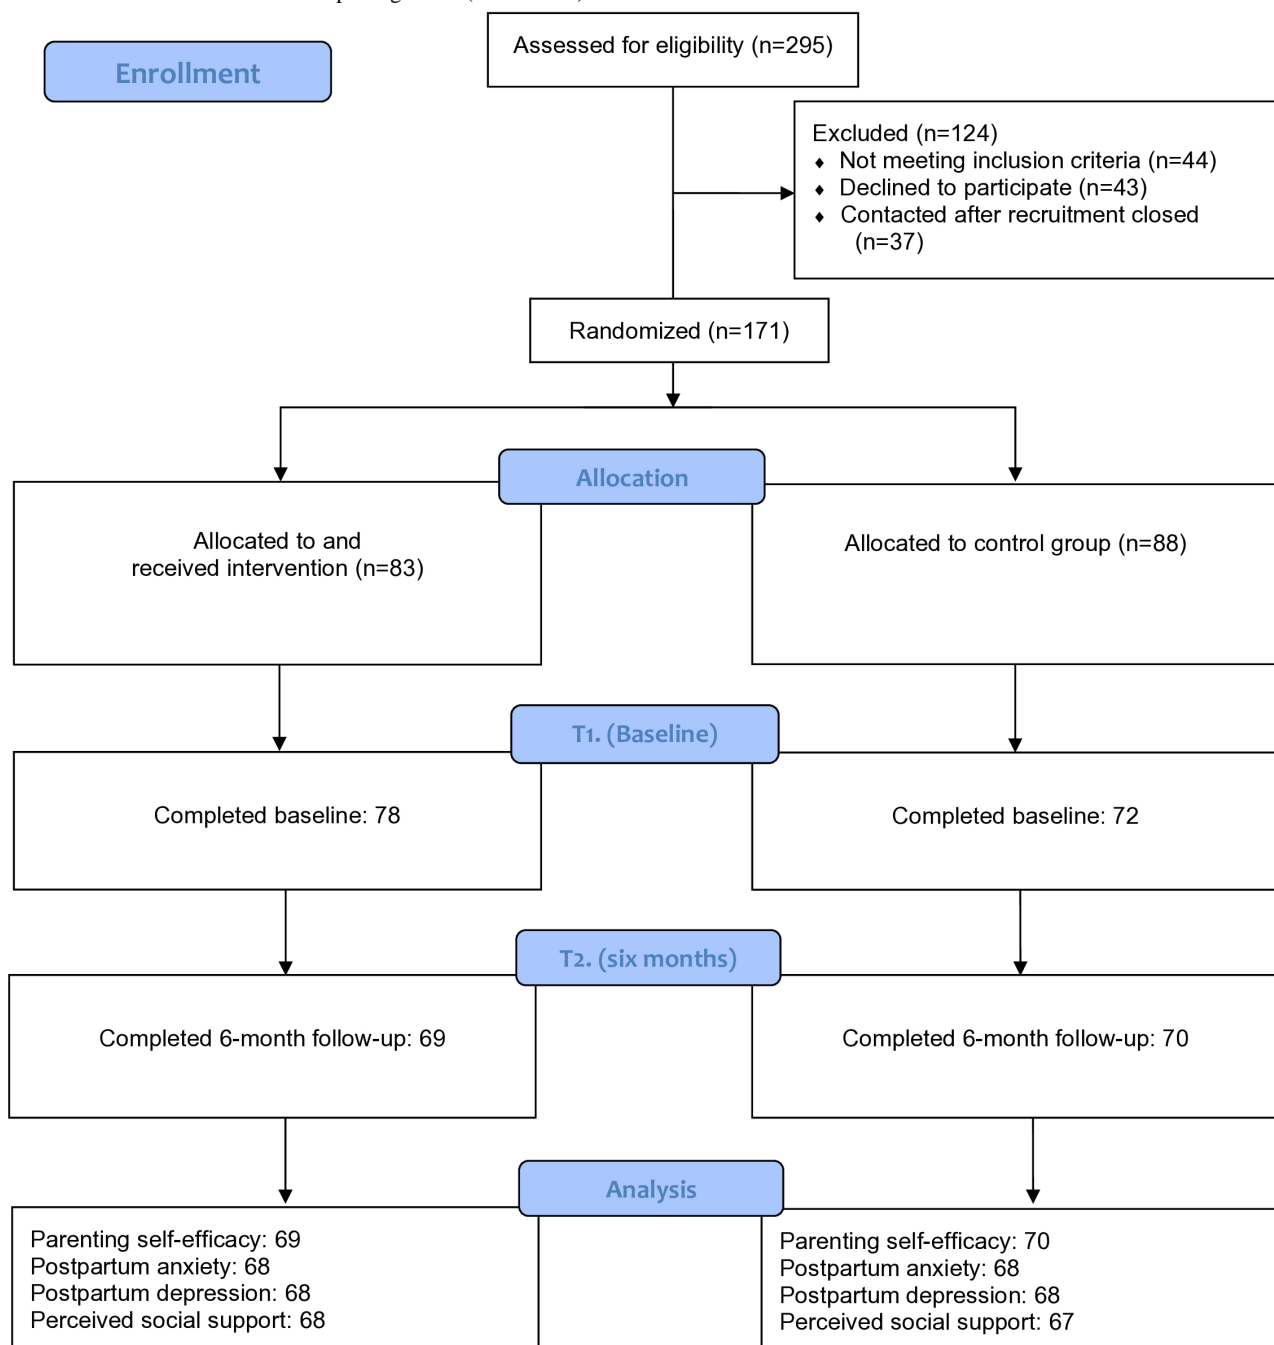 Assessed for eligibility (n=295)
Enrollment
Excluded (n=124)
♦ Not meeting inclusion criteria (n=44)
♦ Declined to participate (n=43)
♦ Contacted after recruitment closed
(n=37)
Randomized (n=171)
Allocation
Allocated to and
received intervention (n=83)
Allocated to control group (n=88)
T1. (Baseline)
Completed baseline: 78
Completed baseline: 72
T2. (six months)
Completed 6-month follow-up: 69
Completed 6-month follow-up: 70
Analysis
Parenting self-efficacy: 69
Postpartum anxiety: 68
Postpartum depression: 68
Perceived social support: 68
Parenting self-efficacy: 70
Postpartum anxiety: 68
Postpartum depression: 68
Perceived social support: 67